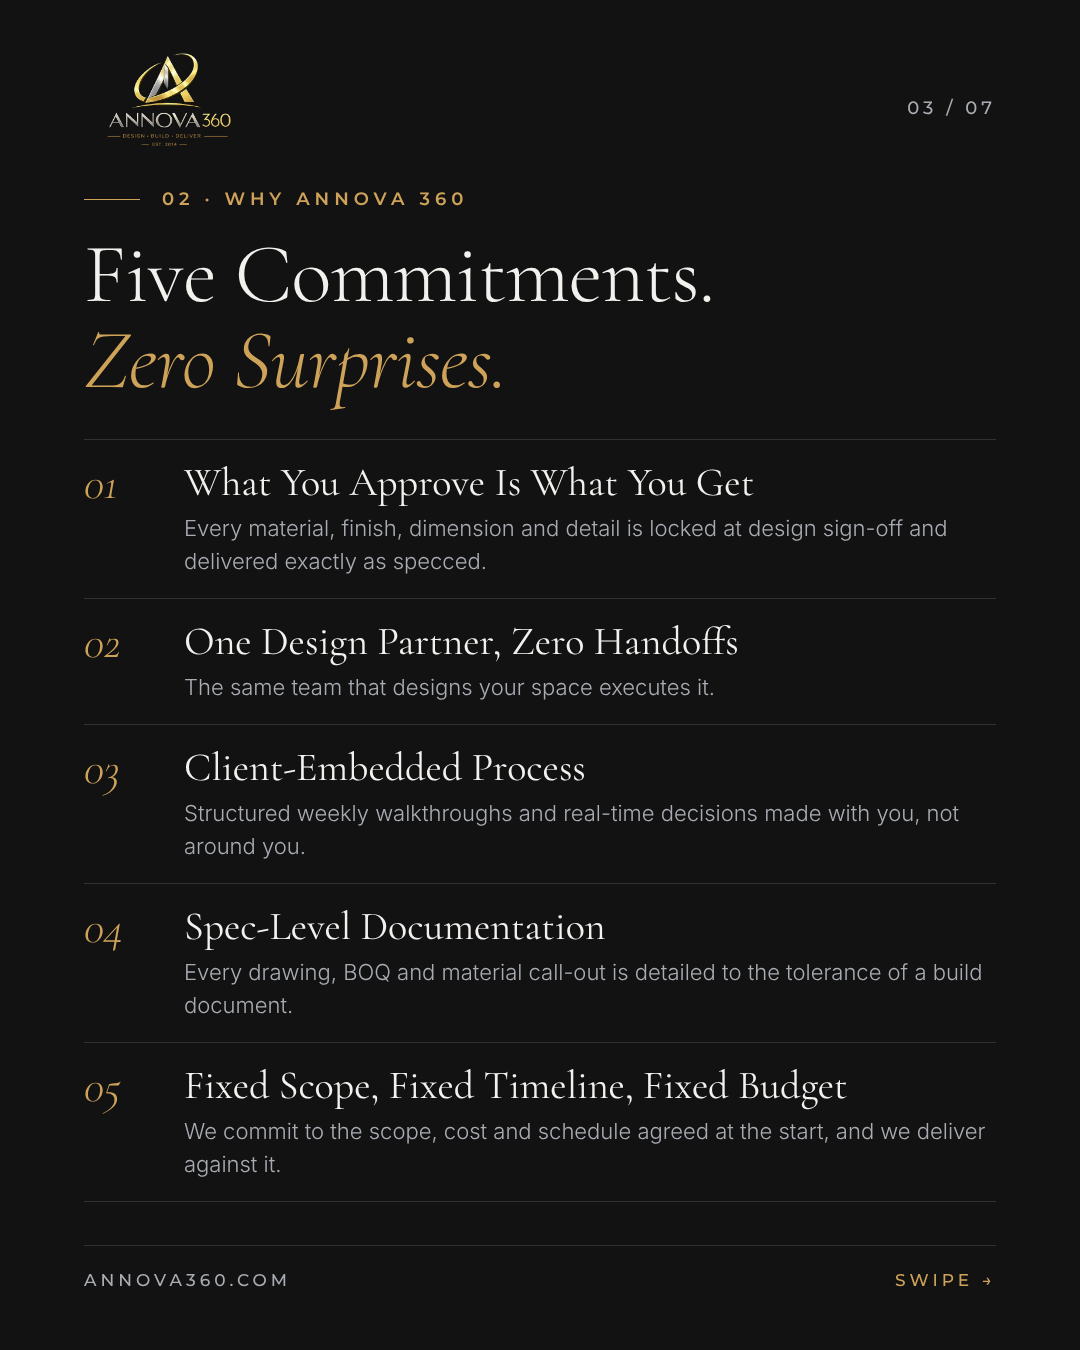 ANNOVA360
DESIGN • BUILD • DELIVER
EST. 2014
03 / 07
02 · WHY ANNOVA 360
Five Commitments.
Zero Surprises.
01
What You Approve Is What You Get
Every material, finish, dimension and detail is locked at design sign-off and
delivered exactly as specced.
02
One Design Partner, Zero Handoffs
The same team that designs your space executes it.
03
Client-Embedded Process
Structured weekly walkthroughs and real-time decisions made with you, not
around you.
04
Spec-Level Documentation
Every drawing, BOQ and material call-out is detailed to the tolerance of a build
document.
05
Fixed Scope, Fixed Timeline, Fixed Budget
We commit to the scope, cost and schedule agreed at the start, and we deliver
against it.
ANNOVA360.COM
SWIPE →